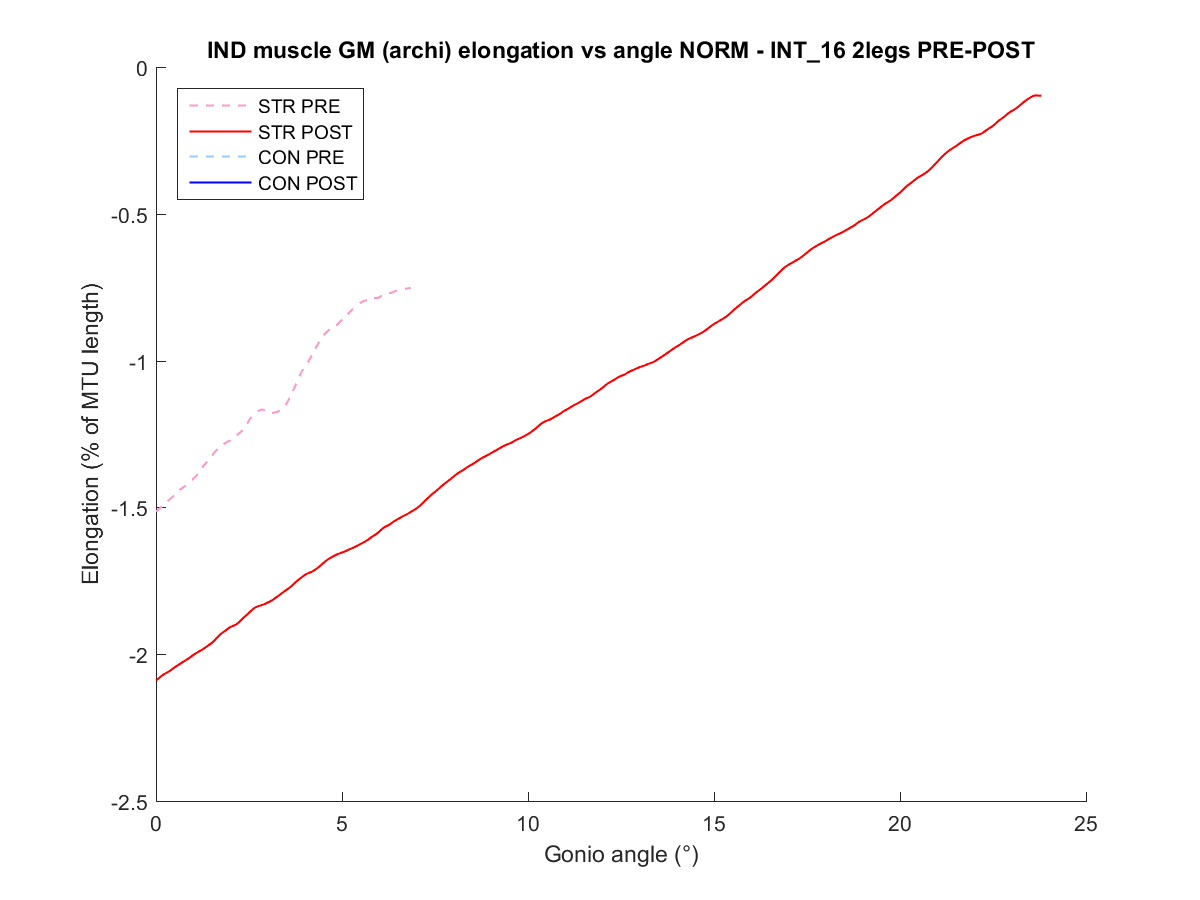 IND muscle GM (archi) elongation vs angle NORM - INT_16 2legs PRE-POST
0
-0.5
-1
-1.5
-2
-2.5
Elongation (% of MTU length)
STR PRE
STR POST
CON PRE
CON POST
0 5 10 15 20 25
Gonio angle (°)